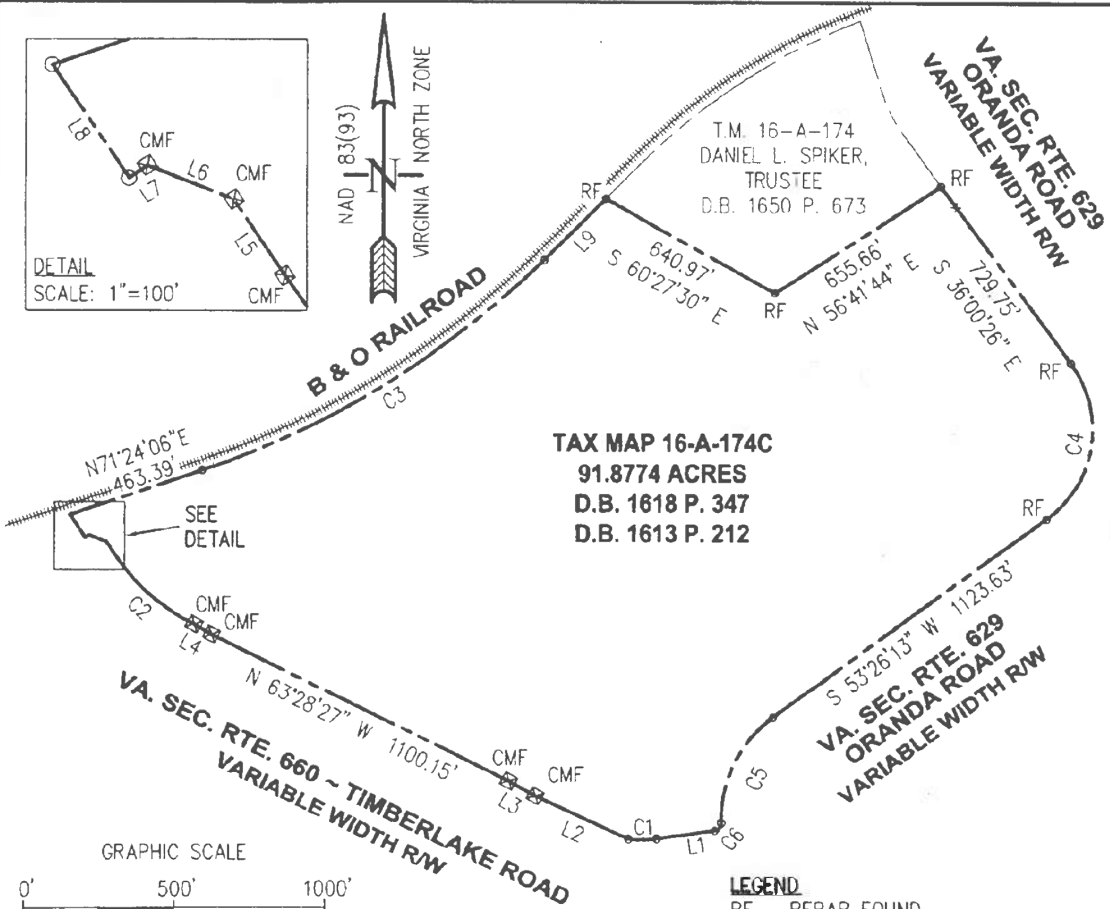 DETAIL
SCALE: 1"=100'
L8
CMF
L7
L6
CMF
L5
CMF
NAD 83(93)
N
VIRGINIA NORTH ZONE
T.M. 16-A-174
DANIEL L. SPIKER,
TRUSTEE
D.B. 1650 P. 673
VA. SEC. RTE. 629
ORANDA ROAD
VARIABLE WIDTH R/W
RF
L9
640.97'
S 60°27'30" E
RF
655.66'
N 56°41'44" E
RF
729.75'
S 36°00'26" E
RF
C4
RF
B & O RAILROAD
C3
N71°24'06"E
463.39'
SEE
DETAIL
TAX MAP 16-A-174C
91.8774 ACRES
D.B. 1618 P. 347
D.B. 1613 P. 212
C2
CMF
CMF
L4
N 63°28'27" W 1100.15'
VA. SEC. RTE. 660 ~ TIMBERLAKE ROAD
VARIABLE WIDTH R/W
CMF
CMF
L3
L2
C1
L1
C6
C5
S 53°26'13" W 1123.63'
VA. SEC. RTE. 629
ORANDA ROAD
VARIABLE WIDTH R/W
GRAPHIC SCALE
0' 500' 1000'
LEGEND
RF REBAR FOUND